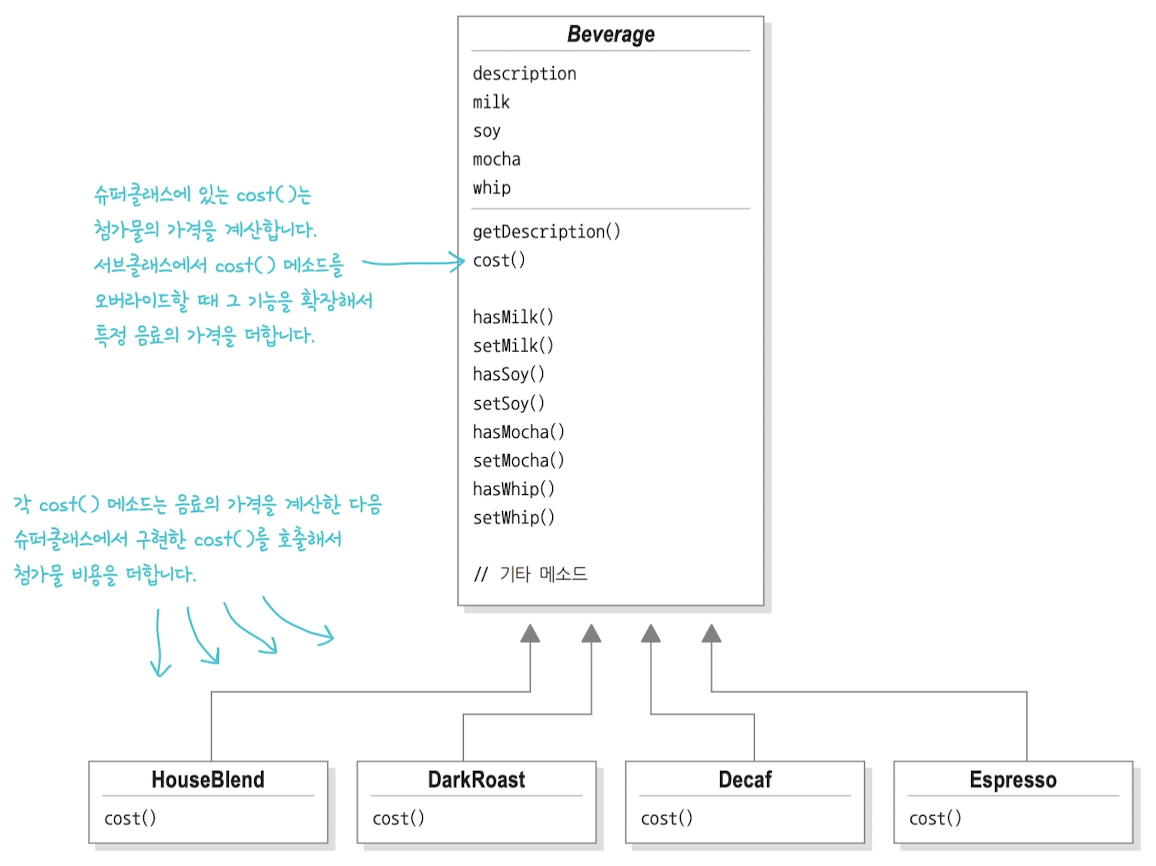 Beverage
description
milk
soy
mocha
whip
getDescription()
cost()
hasMilk()
setMilk()
hasSoy()
setSoy()
hasMocha()
setMocha()
hasWhip()
setWhip()
// 기타 메소드
슈퍼클래스에 있는 cost()는
첨가물의 가격을 계산합니다.
서브클래스에서 cost() 메소드를
오버라이드할 때 그 기능을 확장해서
특정 음료의 가격을 더합니다.
각 cost() 메소드는 음료의 가격을 계산한 다음
슈퍼클래스에서 구현한 cost()를 호출해서
첨가물 비용을 더합니다.
HouseBlend
cost()
DarkRoast
cost()
Decaf
cost()
Espresso
cost()